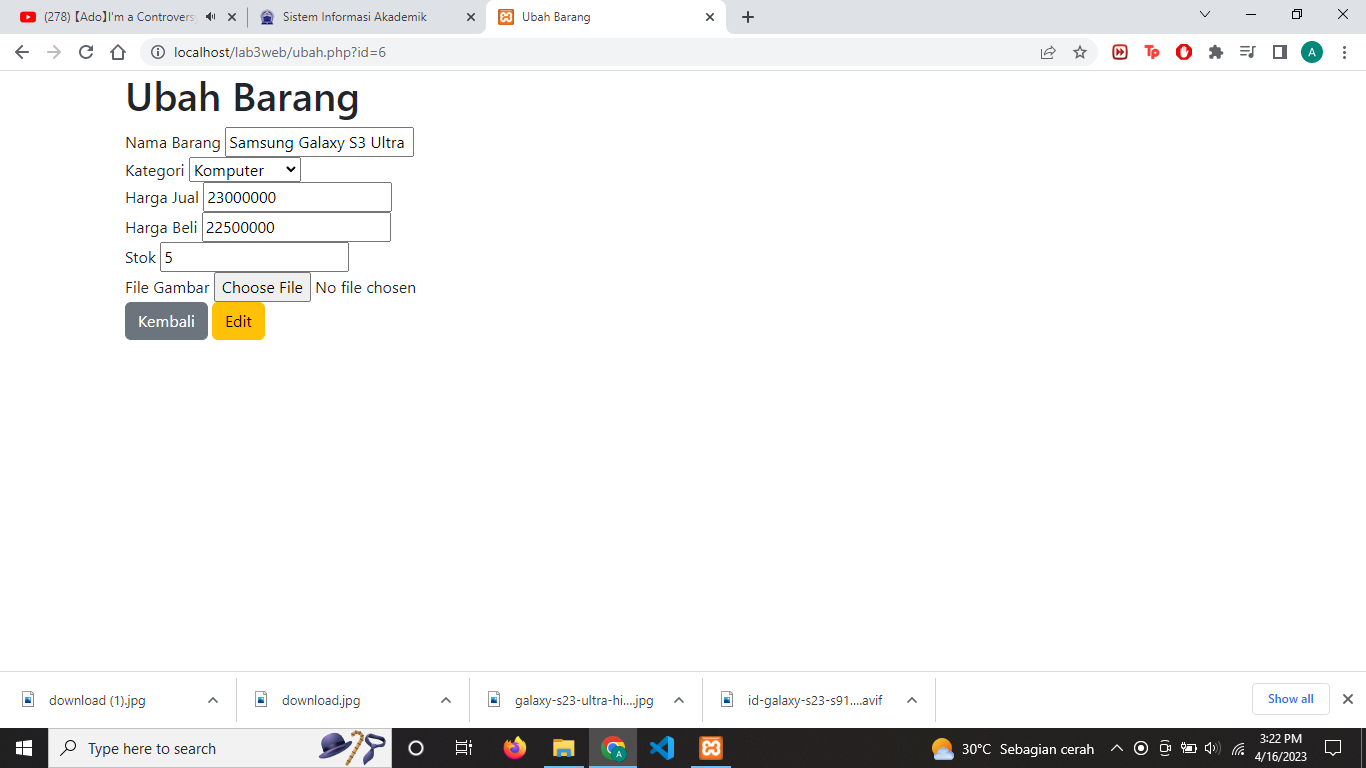 (278) 【Ado】I'm a Controvers
Sistem Informasi Akademik
Ubah Barang
localhost/lab3web/ubah.php?id=6
Tp
A
Ubah Barang
Nama Barang Samsung Galaxy S3 Ultra
Kategori Komputer
Harga Jual 23000000
Harga Beli 22500000
Stok 5
File Gambar Choose File No file chosen
Kembali Edit
download (1).jpg
download.jpg
galaxy-s23-ultra-hi....jpg
id-galaxy-s23-s91....avif
Show all
Type here to search
A
30°C Sebagian cerah
3:22 PM
4/16/2023